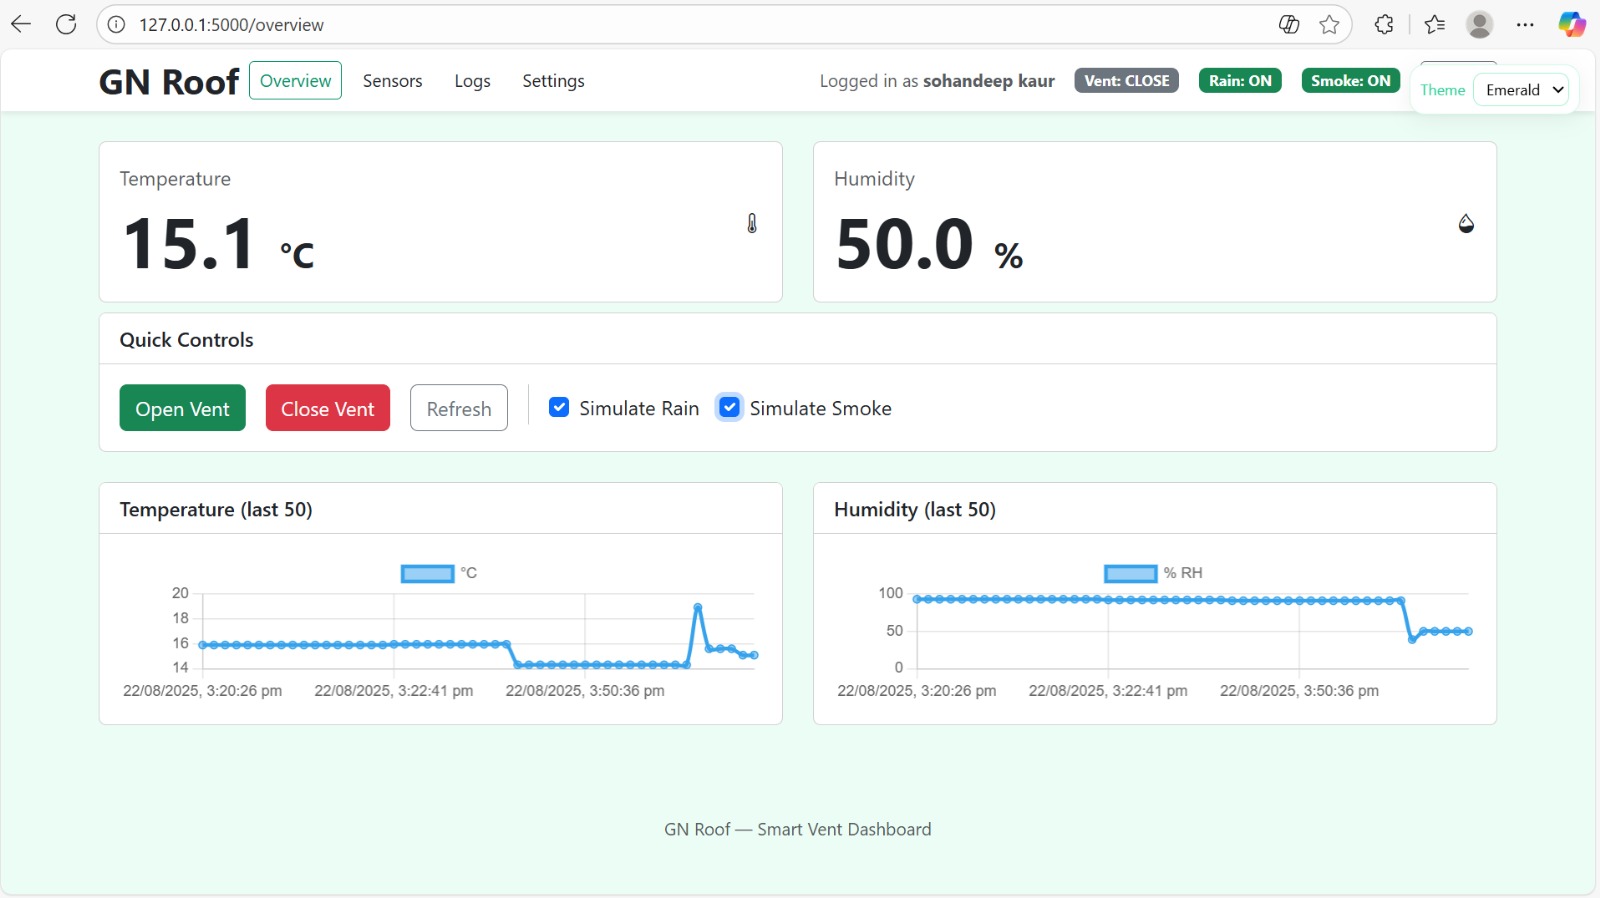 127.0.0.1:5000/overview
GN Roof Overview Sensors Logs Settings Logged in as sohandeep kaur Vent: CLOSE Rain: ON Smoke: ON Theme Emerald
Temperature
15.1 °C
Humidity
50.0 %
Quick Controls
Open Vent Close Vent Refresh Simulate Rain Simulate Smoke
Temperature (last 50)
°C
20
18
16
14
22/08/2025, 3:20:26 pm 22/08/2025, 3:22:41 pm 22/08/2025, 3:50:36 pm
Humidity (last 50)
% RH
100
50
0
22/08/2025, 3:20:26 pm 22/08/2025, 3:22:41 pm 22/08/2025, 3:50:36 pm
GN Roof — Smart Vent Dashboard